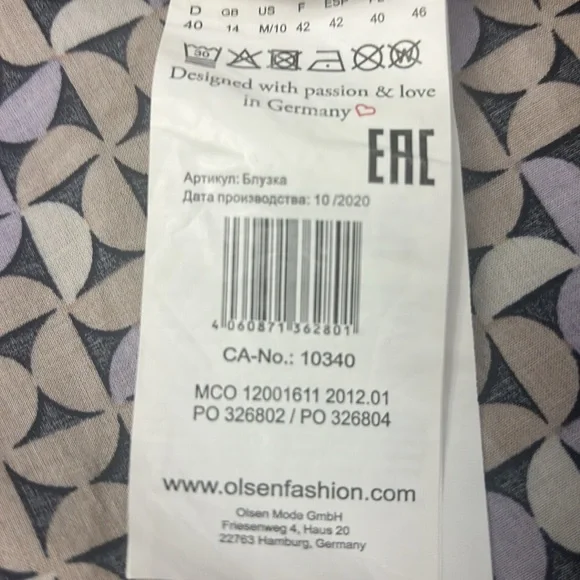 D GB US F ESP
40 14 M/10 42 42 40 46
30 W
Designed with passion & love
in Germany
EAC
Артикул: Блузка
Дата производства: 10/2020
4 060871 362801
CA-No.: 10340
MCO 12001611 2012.01
PO 326802 / PO 326804
www.olsenfashion.com
Olsen Mode GmbH
Friesenweg 4, Haus 20
22763 Hamburg, Germany